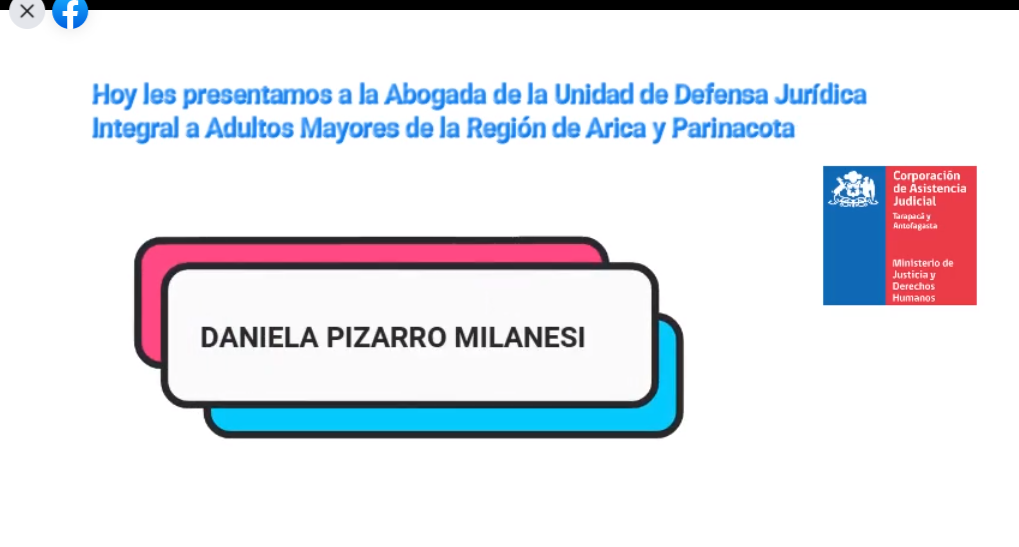 Hoy les presentamos a la Abogada de la Unidad de Defensa Jurídica
Integral a Adultos Mayores de la Región de Arica y Parinacota
Corporación
de Asistencia
Judicial
Tarapacá y
Antofagasta
Ministerio de
Justicia y
Derechos
Humanos
DANIELA PIZARRO MILANESI